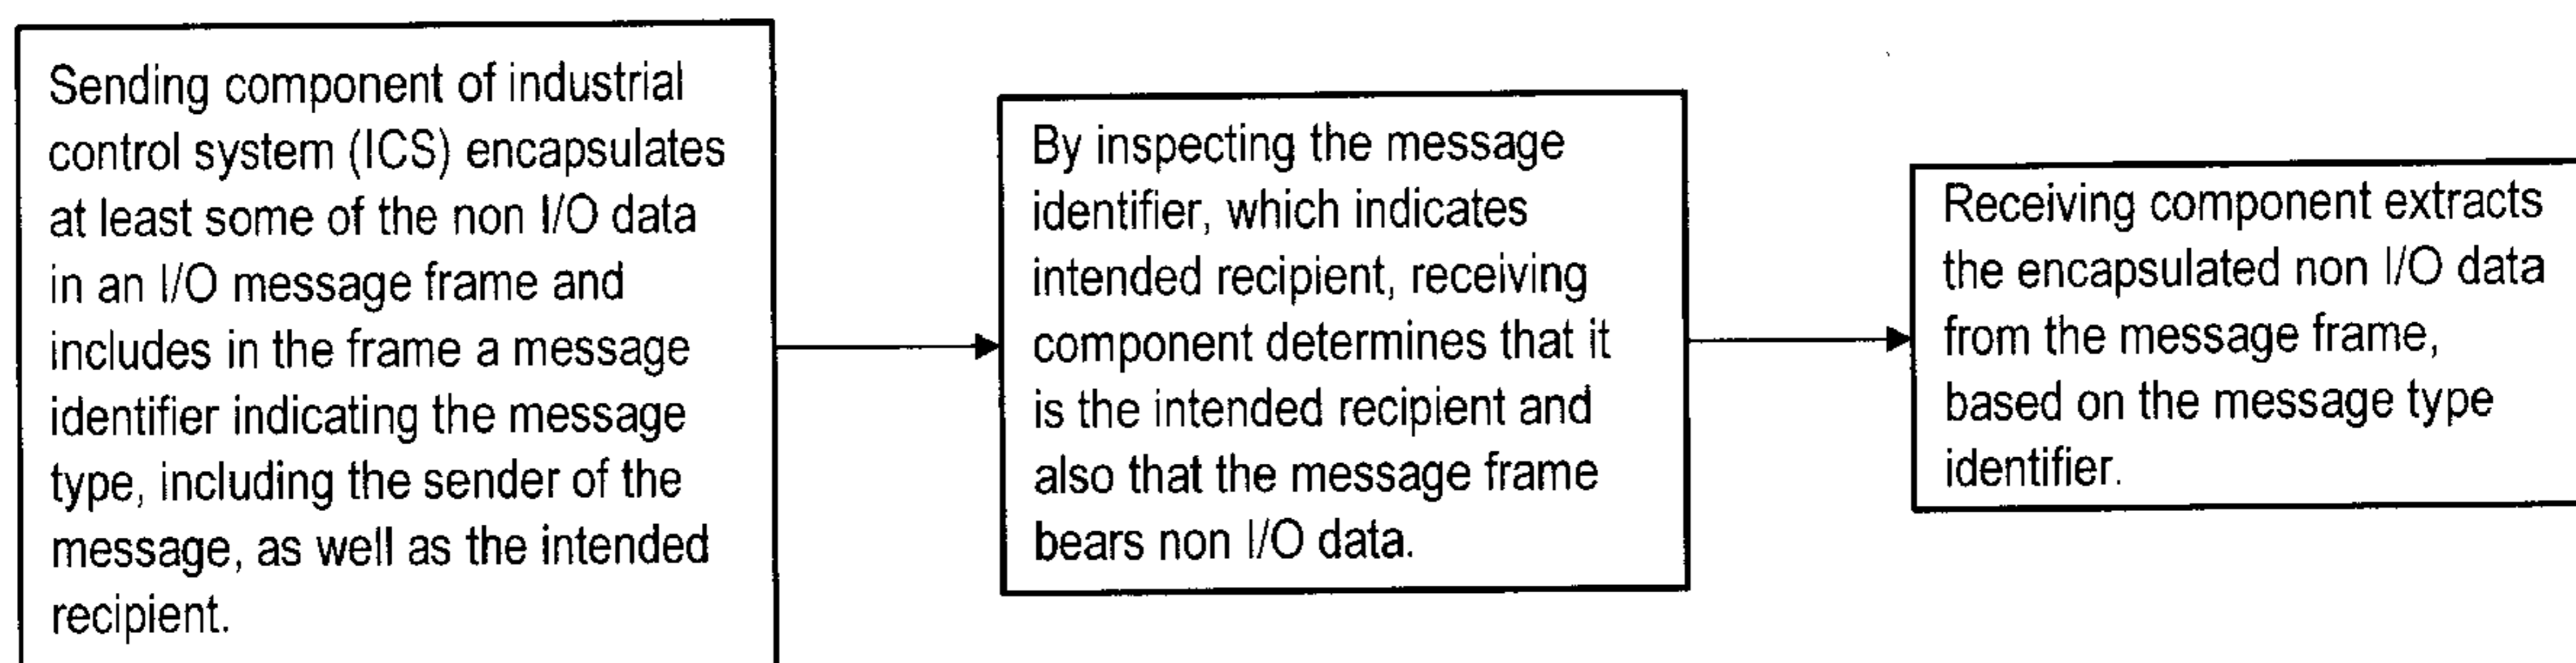 Sending component of industrial
control system (ICS) encapsulates
at least some of the non I/O data
in an I/O message frame and
includes in the frame a message
identifier indicating the message
type, including the sender of the
message, as well as the intended
recipient.
By inspecting the message
identifier, which indicates
intended recipient, receiving
component determines that it
is the intended recipient and
also that the message frame
bears non I/O data.
Receiving component extracts
the encapsulated non I/O data
from the message frame,
based on the message type
identifier.